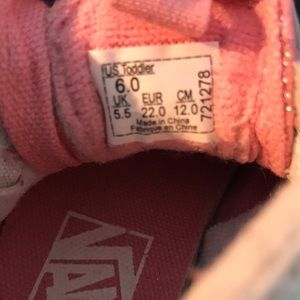 US Toddler
6.0
UK EUR CM
5.5 22.0 12.0
Made in China
Fabriqué en Chine
721278
VANS